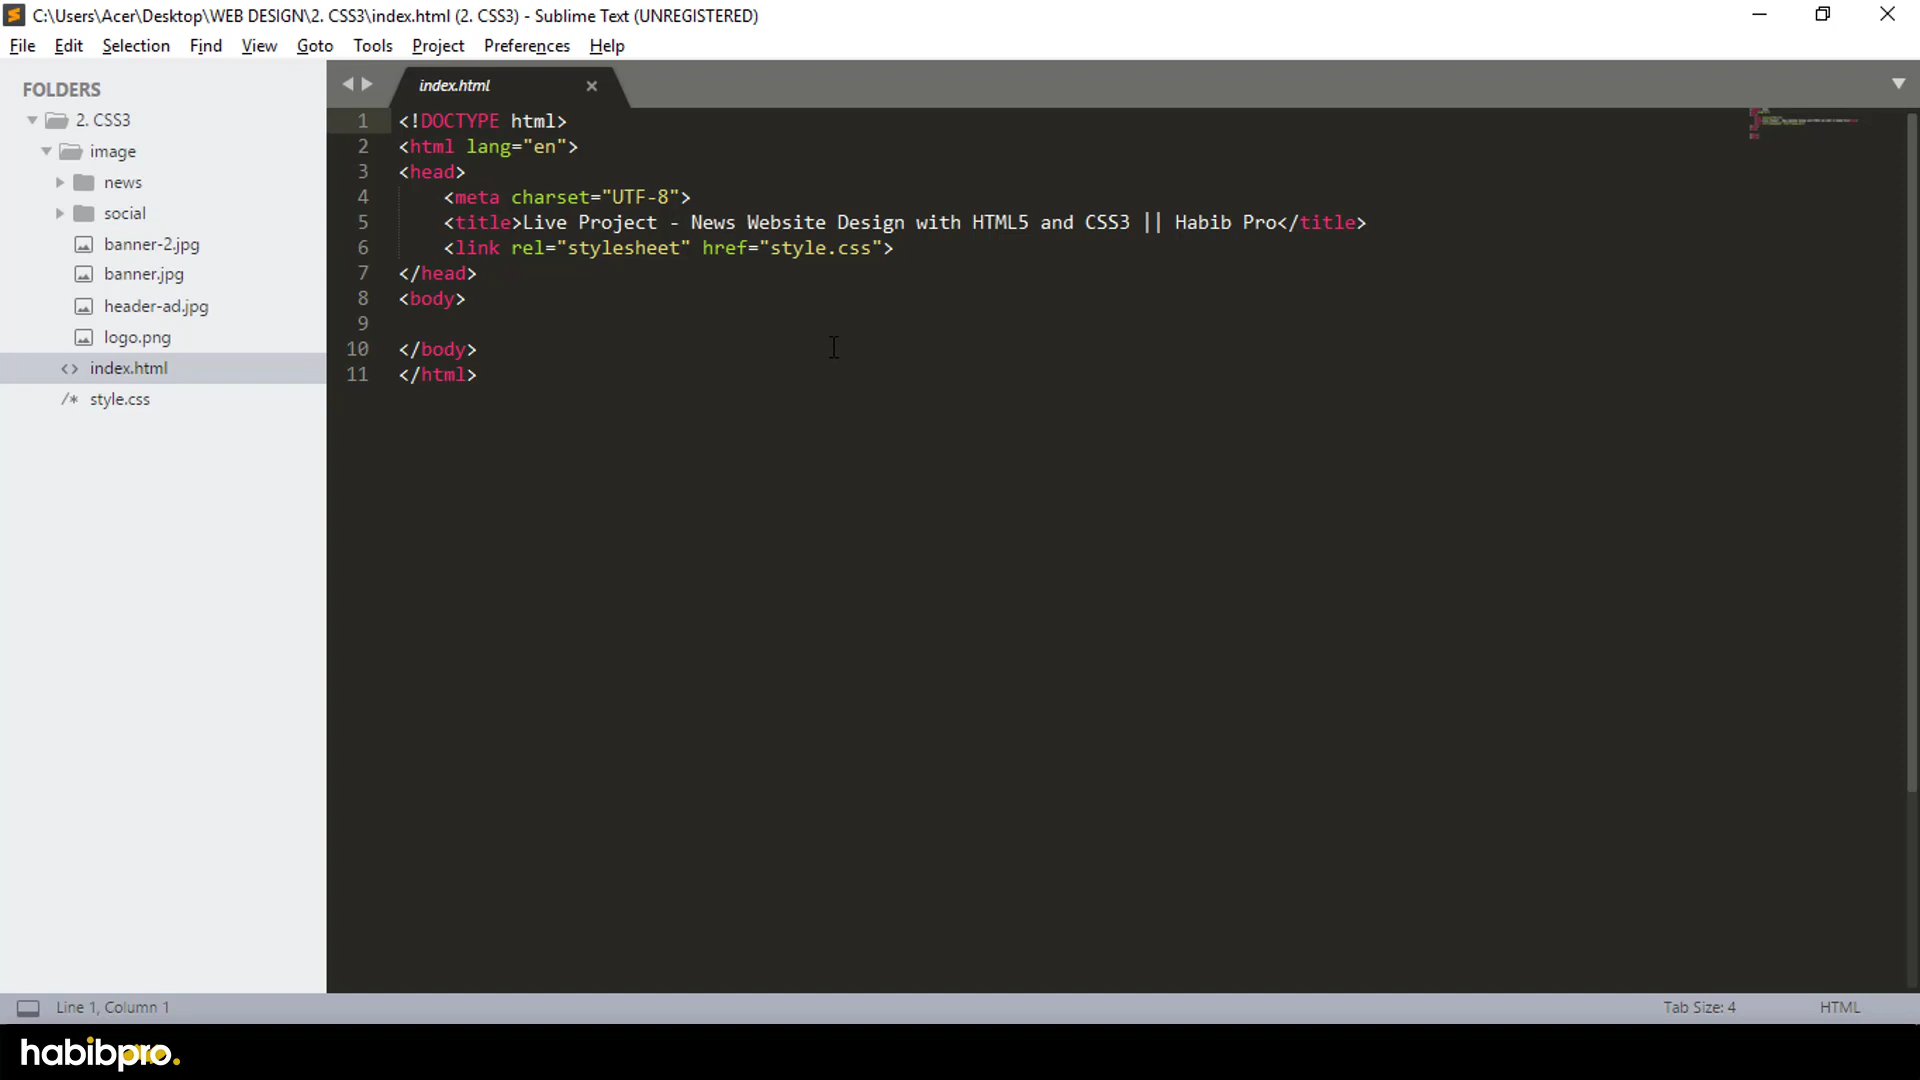 C:\Users\Acer\Desktop\WEB DESIGN\2. CSS3\index.html (2. CSS3) - Sublime Text (UNREGISTERED)
File Edit Selection Find View Goto Tools Project Preferences Help
FOLDERS
2. CSS3
image
news
social
banner-2.jpg
banner.jpg
header-ad.jpg
logo.png
index.html
style.css
index.html
1 <!DOCTYPE html>
2 <html lang="en">
3 <head>
4     <meta charset="UTF-8">
5     <title>Live Project - News Website Design with HTML5 and CSS3 || Habib Pro</title>
6     <link rel="stylesheet" href="style.css">
7 </head>
8 <body>
9
10 </body>
11 </html>
Line 1, Column 1
Tab Size: 4
HTML
habibpro.